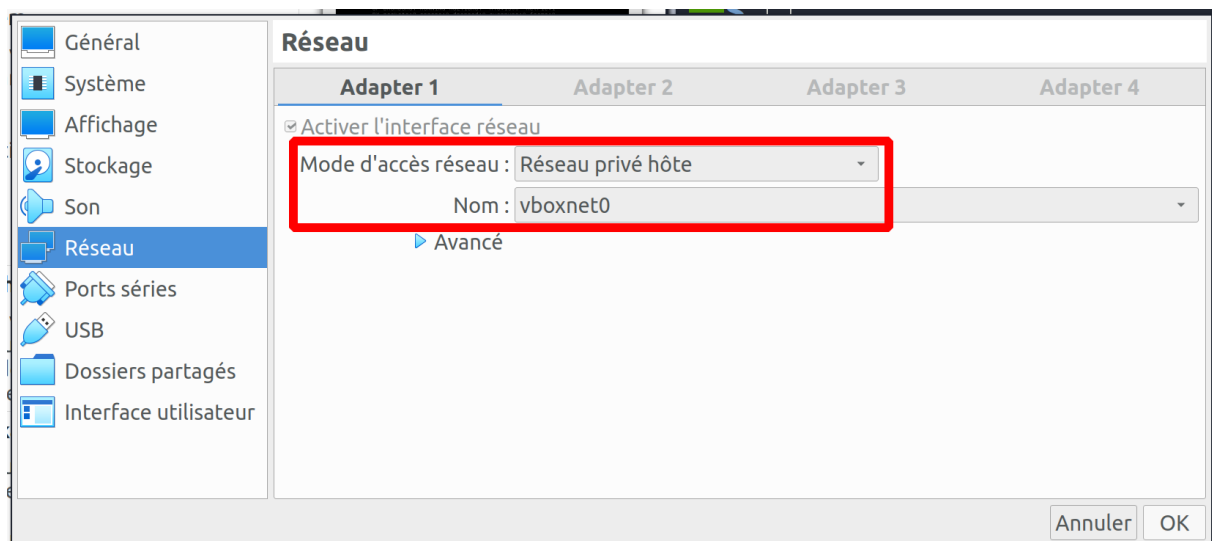 Général
Système
Affichage
Stockage
Son
Réseau
Ports séries
USB
Dossiers partagés
Interface utilisateur
Réseau
Adapter 1 Adapter 2 Adapter 3 Adapter 4
Activer l'interface réseau
Mode d'accès réseau : Réseau privé hôte
Nom : vboxnet0
Avancé
Annuler OK